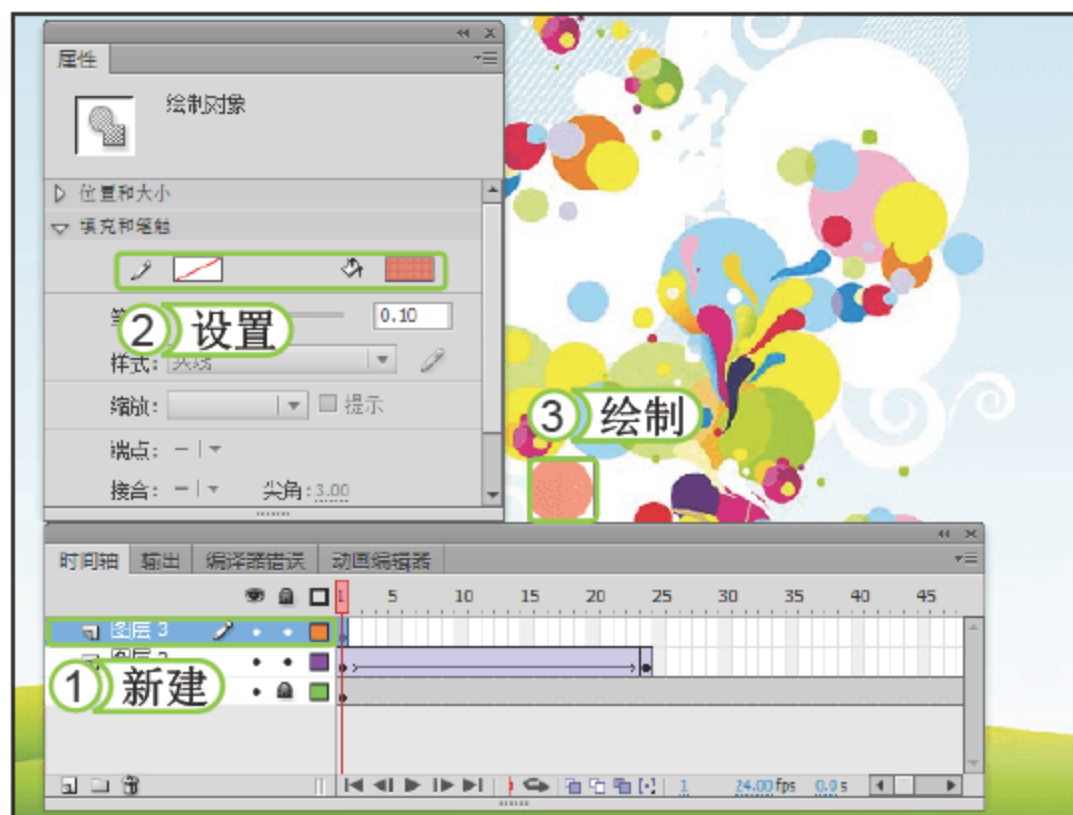 属性
绘制对象
位置和大小
填充和笔触
② 设置
0.10
样式:
缩放: 提示
端点:
接合: 尖角:3.00
③ 绘制
时间轴 输出 编译器错误 动画编辑器
1 5 10 15 20 25 30 35 40 45
图层 3
① 新建
1 24.00 fps 0.0 s